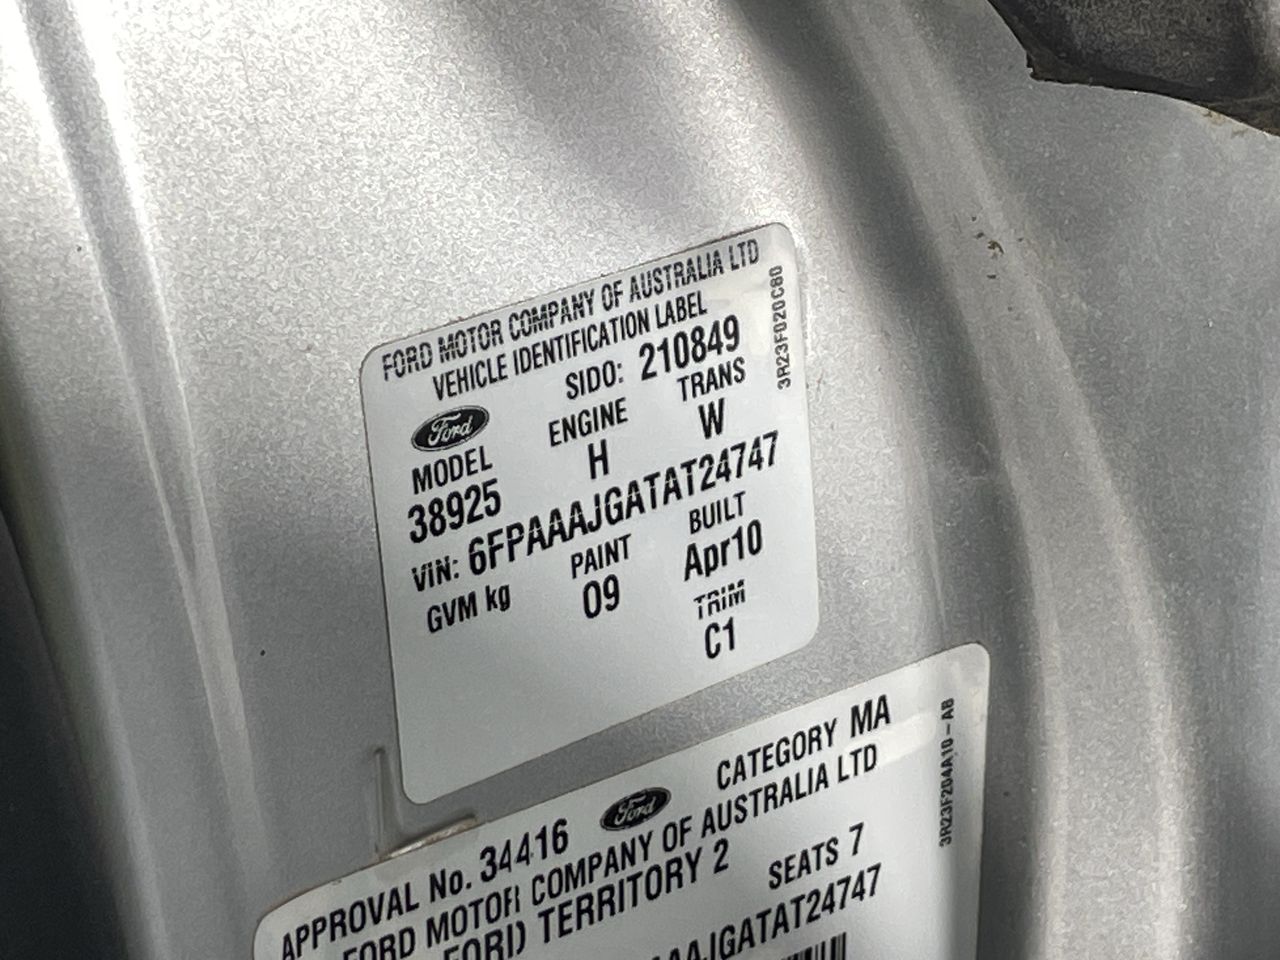 FORD MOTOR COMPANY OF AUSTRALIA LTD
VEHICLE IDENTIFICATION LABEL
Ford SIDO: 210849
MODEL ENGINE TRANS
38925 H W
VIN: 6FPAAAJGATAT24747
GVM kg PAINT BUILT
09 Apr10
TRIM
C1
3R23F020C80
APPROVAL No. 34416 Ford CATEGORY MA
FORD MOTOR COMPANY OF AUSTRALIA LTD
FORD TERRITORY 2 SEATS 7
AAJGATAT24747
3R23F204A10-AB